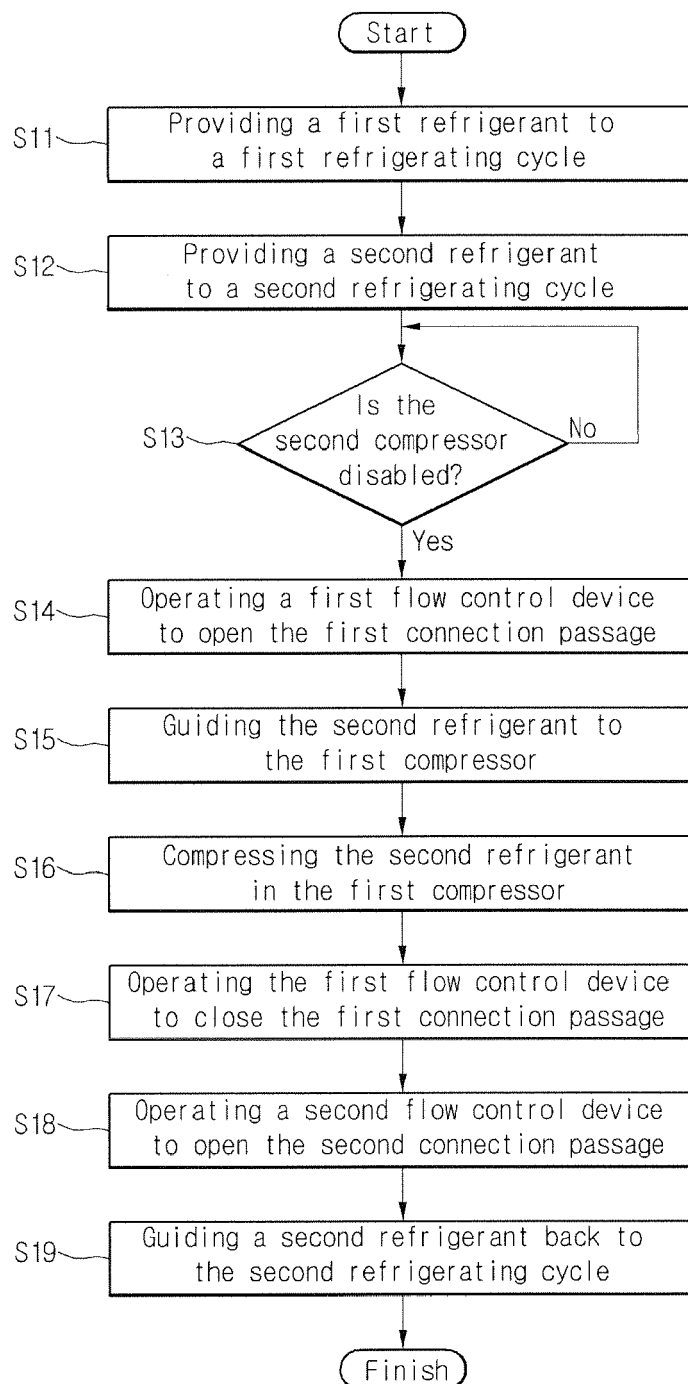 Start
S11
Providing a first refrigerant to
a first refrigerating cycle
S12
Providing a second refrigerant
to a second refrigerating cycle
S13
Is the
second compressor
disabled?
No
Yes
S14
Operating a first flow control device
to open the first connection passage
S15
Guiding the second refrigerant to
the first compressor
S16
Compressing the second refrigerant
in the first compressor
S17
Operating the first flow control device
to close the first connection passage
S18
Operating a second flow control device
to open the second connection passage
S19
Guiding a second refrigerant back to
the second refrigerating cycle
Finish